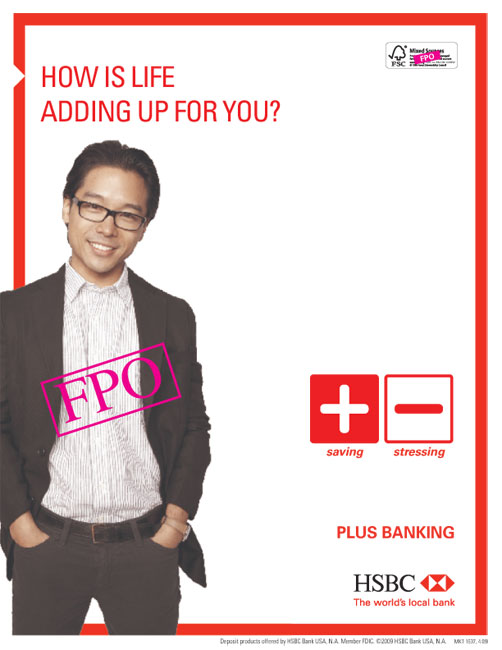 HOW IS LIFE
ADDING UP FOR YOU?
FSC
Mixed Sources
FPO
FPO
saving stressing
PLUS BANKING
HSBC
The world's local bank
Deposit products offered by HSBC Bank USA, N.A. Member FDIC. ©2009 HSBC Bank USA, N.A.